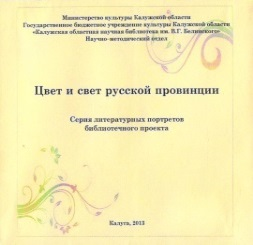 Министерство культуры Калужской области
Государственное бюджетное учреждение культуры Калужской области
«Калужская областная научная библиотека им. В.Г. Белинского»
Научно-методический отдел
Цвет и свет русской провинции
Серия литературных портретов
библиотечного проекта
Калуга, 2013